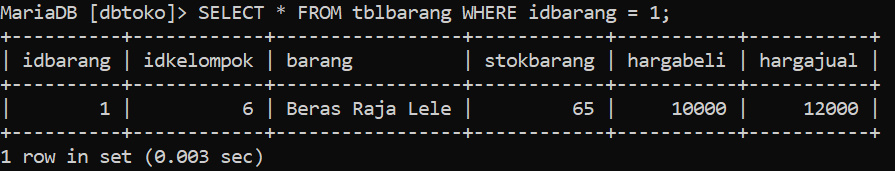 MariaDB [dbtoko]> SELECT * FROM tblbarang WHERE idbarang = 1;
+----------+------------+-----------------+------------+-----------+-----------+
| idbarang | idkelompok | barang          | stokbarang | hargabeli | hargajual |
+----------+------------+-----------------+------------+-----------+-----------+
|        1 |          6 | Beras Raja Lele |         65 |     10000 |     12000 |
+----------+------------+-----------------+------------+-----------+-----------+
1 row in set (0.003 sec)